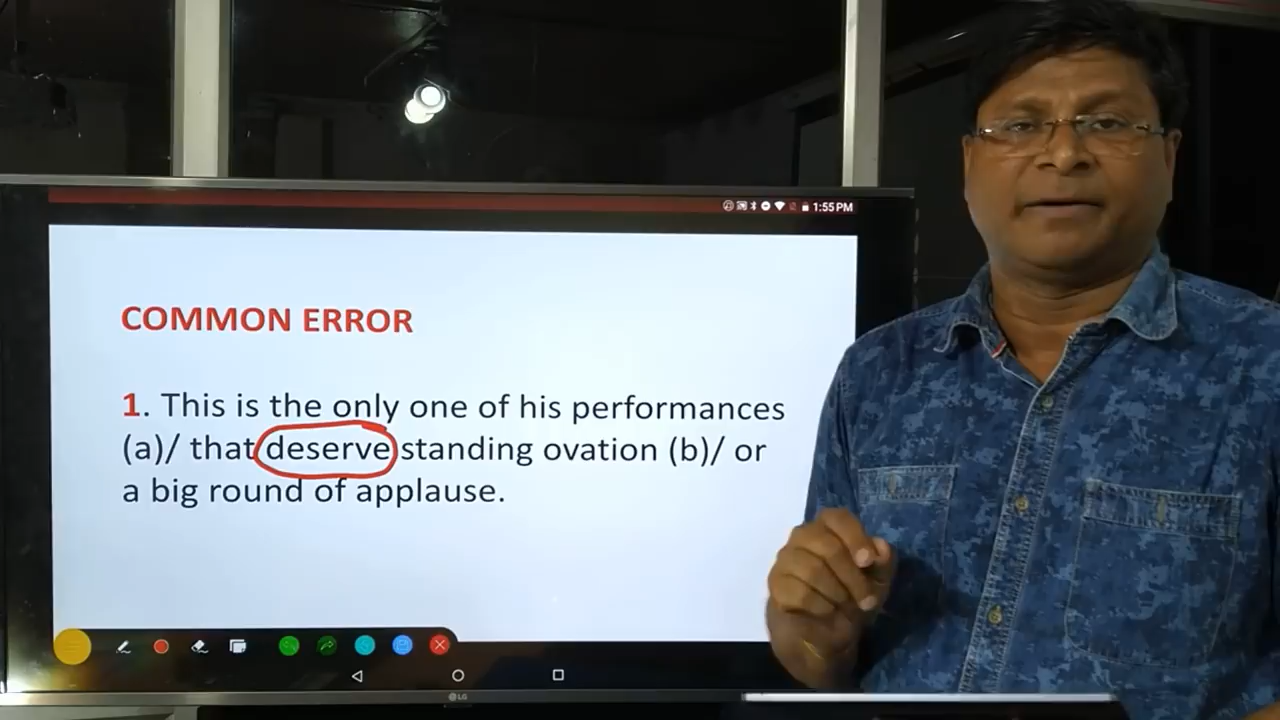 1:55 PM
COMMON ERROR
1. This is the only one of his performances
(a)/ that deserve standing ovation (b)/ or
a big round of applause.
LG